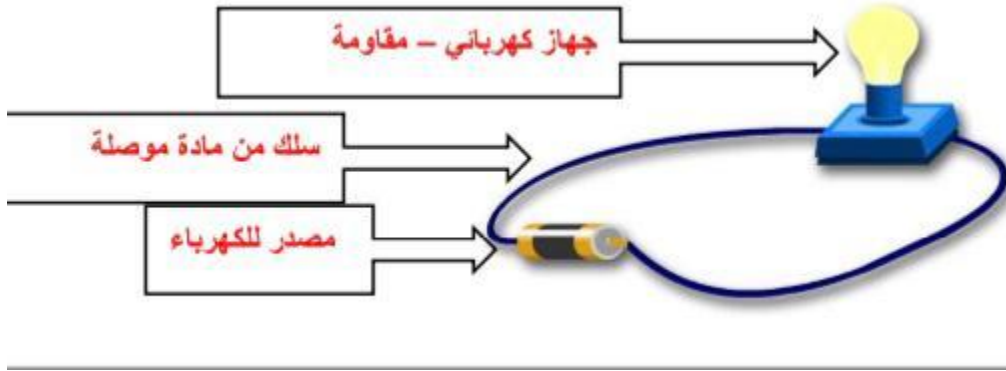 جهاز كهربائي – مقاومة
سلك من مادة موصلة
مصدر للكهرباء